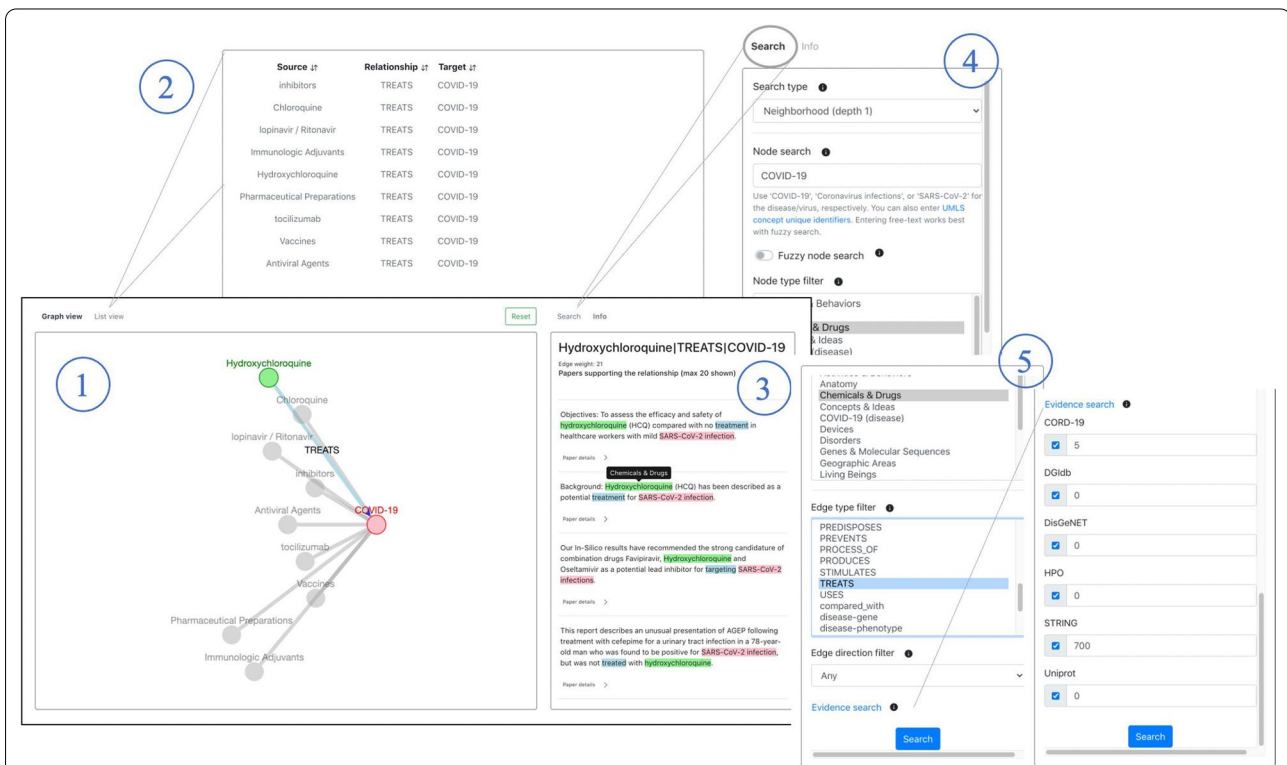 2
Source ↓↑ Relationship ↓↑ Target ↓↑
inhibitors TREATS COVID-19
Chloroquine TREATS COVID-19
lopinavir / Ritonavir TREATS COVID-19
Immunologic Adjuvants TREATS COVID-19
Hydroxychloroquine TREATS COVID-19
Pharmaceutical Preparations TREATS COVID-19
tocilizumab TREATS COVID-19
Vaccines TREATS COVID-19
Antiviral Agents TREATS COVID-19
Search Info
4
Search type
Neighborhood (depth 1)
Node search
COVID-19
Use 'COVID-19', 'Coronavirus infections', or 'SARS-CoV-2' for
the disease/virus, respectively. You can also enter UMLS
concept unique identifiers. Entering free-text works best
with fuzzy search.
Fuzzy node search
Node type filter
Behaviors
& Drugs
& Ideas
(disease)
Graph view List view
Reset
1
Hydroxychloroquine
Chloroquine
lopinavir / Ritonavir
TREATS
inhibitors
Antiviral Agents
COVID-19
tocilizumab
Vaccines
Pharmaceutical Preparations
Immunologic Adjuvants
Search Info
Hydroxychloroquine|TREATS|COVID-19
Edge weight: 21
Papers supporting the relationship (max 20 shown)
3
Objectives: To assess the efficacy and safety of
hydroxychloroquine (HCQ) compared with no treatment in
healthcare workers with mild SARS-CoV-2 infection.
Paper details >
Chemicals & Drugs
Background: Hydroxychloroquine (HCQ) has been described as a
potential treatment for SARS-CoV-2 infection.
Paper details >
Our In-Silico results have recommended the strong candidature of
combination drugs Favipiravir, Hydroxychloroquine and
Oseltamivir as a potential lead inhibitor for targeting SARS-CoV-2
infections.
Paper details >
This report describes an unusual presentation of AGEP following
treatment with cefepime for a urinary tract infection in a 78-year-
old man who was found to be positive for SARS-CoV-2 infection,
but was not treated with hydroxychloroquine.
Paper details >
5
Anatomy
Chemicals & Drugs
Concepts & Ideas
COVID-19 (disease)
Devices
Disorders
Genes & Molecular Sequences
Geographic Areas
Living Beings
Edge type filter
PREDISPOSES
PREVENTS
PROCESS_OF
PRODUCES
STIMULATES
TREATS
USES
compared_with
disease-gene
disease-phenotype
Edge direction filter
Any
Evidence search
Search
Evidence search
CORD-19
5
DGIdb
0
DisGeNET
0
HPO
0
STRING
700
Uniprot
0
Search